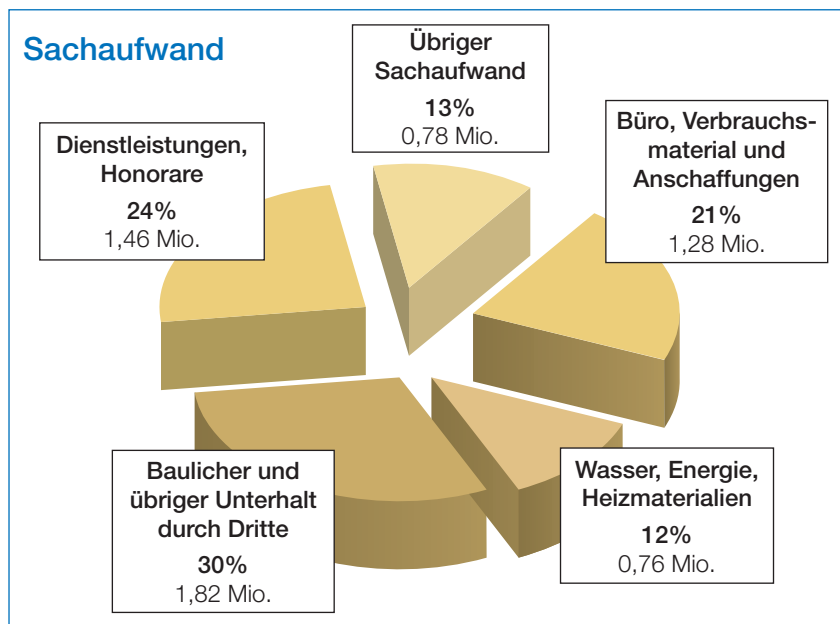 Sachaufwand
Übriger
Sachaufwand
13%
0,78 Mio.
Büro, Verbrauchs-
material und
Anschaffungen
21%
1,28 Mio.
Dienstleistungen,
Honorare
24%
1,46 Mio.
Baulicher und
übriger Unterhalt
durch Dritte
30%
1,82 Mio.
Wasser, Energie,
Heizmaterialien
12%
0,76 Mio.